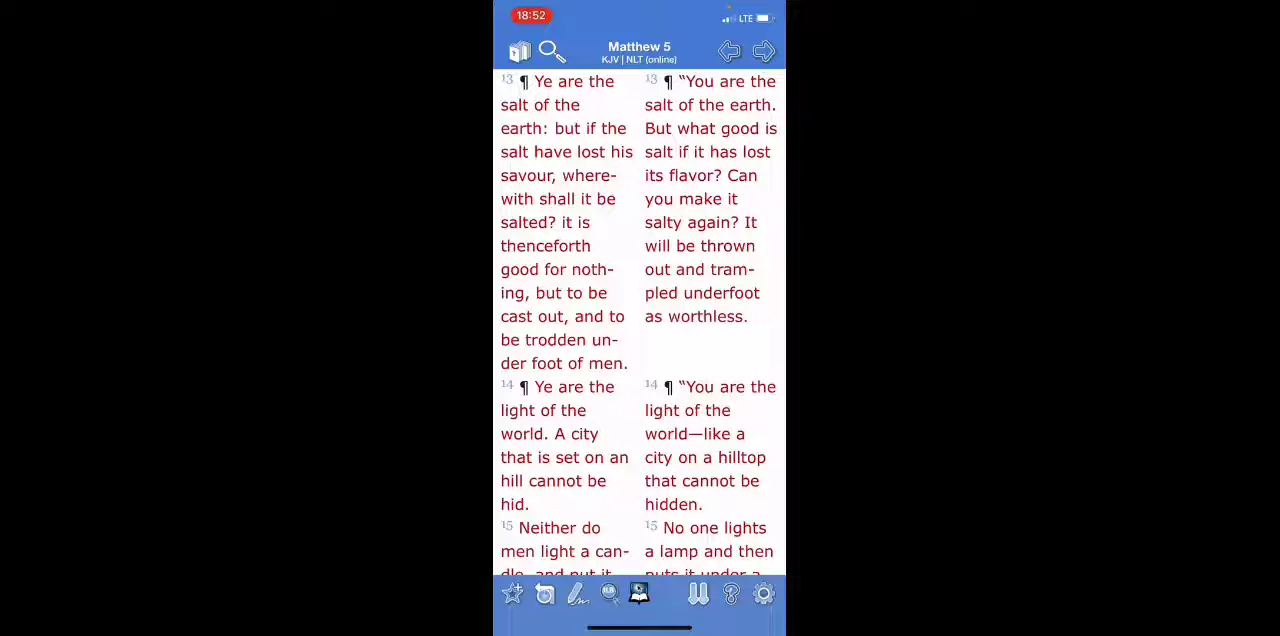 18:52
LTE
Matthew 5
KJV | NLT (online)
13 ¶ Ye are the
salt of the
earth: but if the
salt have lost his
savour, where-
with shall it be
salted? it is
thenceforth
good for noth-
ing, but to be
cast out, and to
be trodden un-
der foot of men.
14 ¶ Ye are the
light of the
world. A city
that is set on an
hill cannot be
hid.
15 Neither do
men light a can-
dle, and put it
13 ¶ “You are the
salt of the earth.
But what good is
salt if it has lost
its flavor? Can
you make it
salty again? It
will be thrown
out and tram-
pled underfoot
as worthless.
14 ¶ “You are the
light of the
world—like a
city on a hilltop
that cannot be
hidden.
15 No one lights
a lamp and then
puts it under a